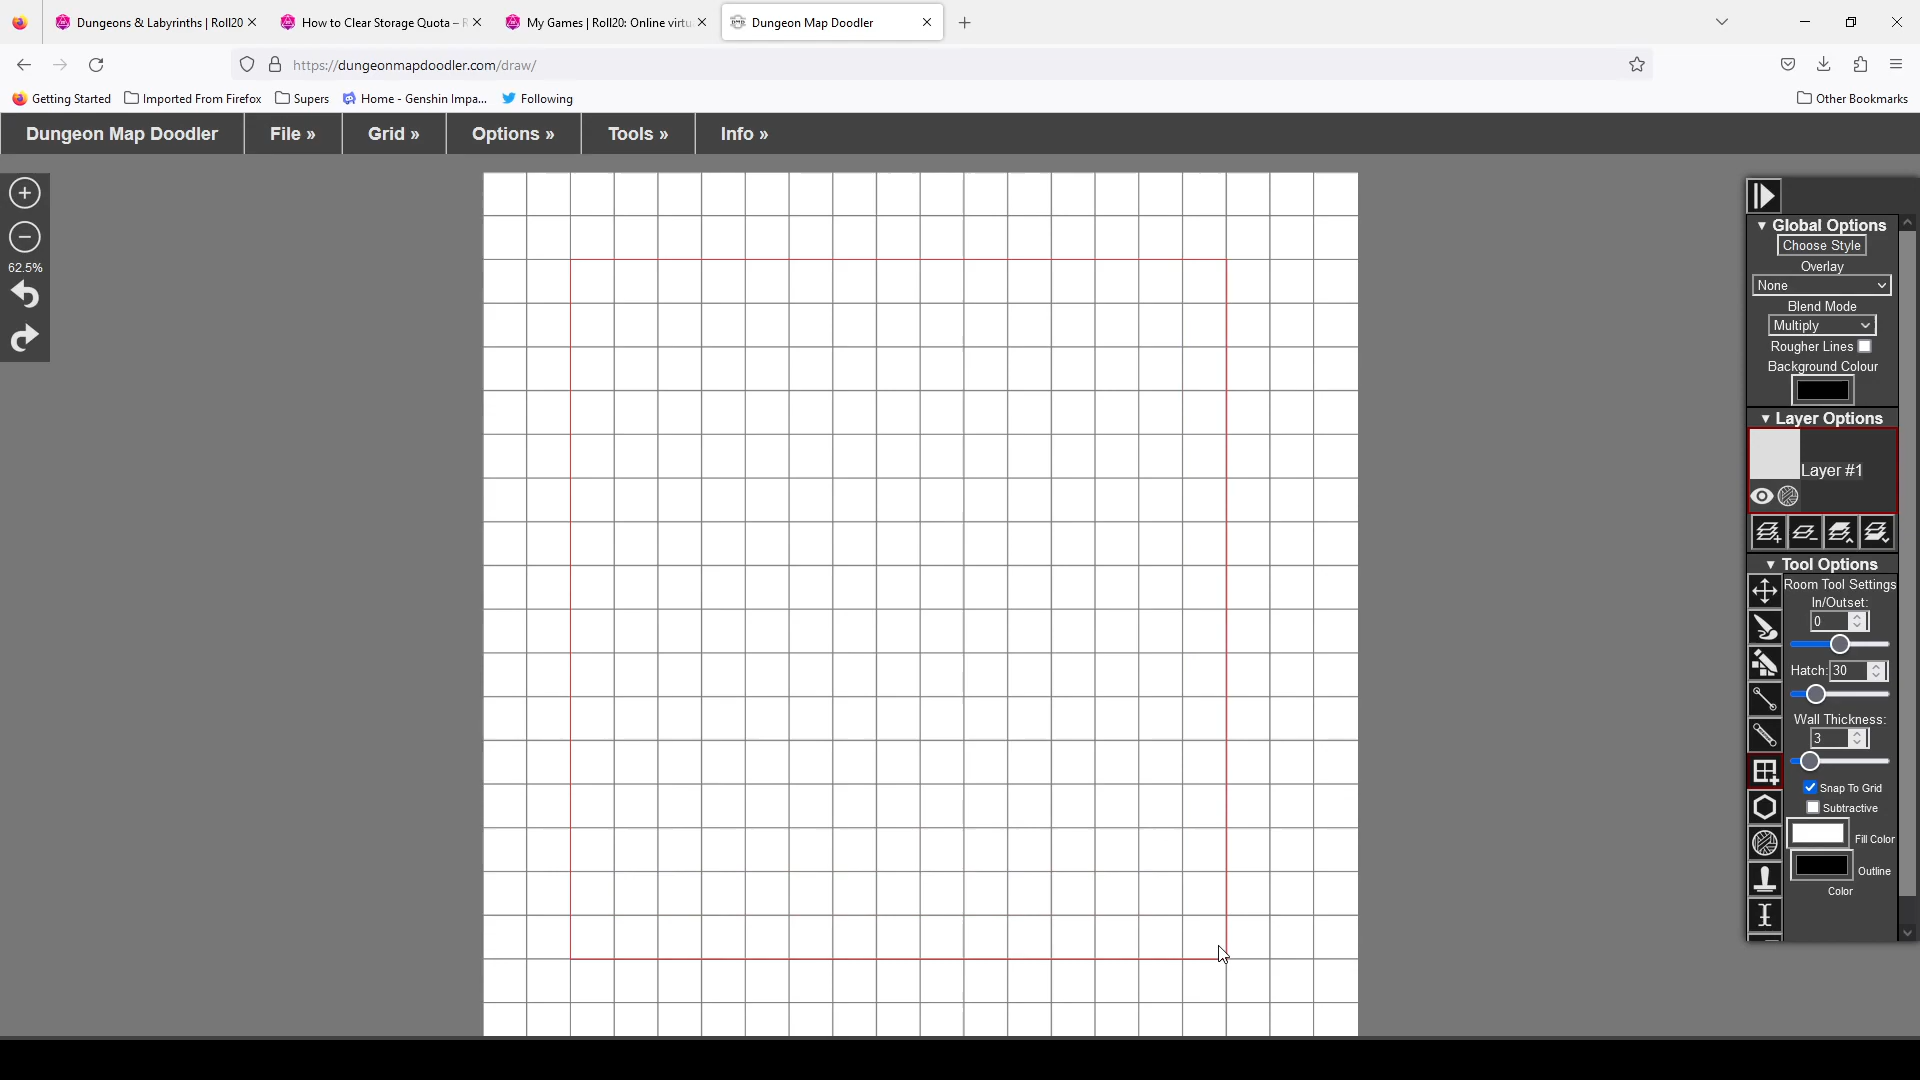 Dungeons & Labyrinths | Roll20
How to Clear Storage Quota – R
My Games | Roll20: Online virtu
Dungeon Map Doodler
https://dungeonmapdoodler.com/draw/
Getting Started
Imported From Firefox
Supers
Home - Genshin Impa...
Following
Other Bookmarks
Dungeon Map Doodler
File »
Grid »
Options »
Tools »
Info »
62.5%
Global Options
Choose Style
Overlay
None
Blend Mode
Multiply
Rougher Lines
Background Colour
Layer Options
Layer #1
Tool Options
Room Tool Settings
In/Outset:
0
Hatch: 30
Wall Thickness:
3
Snap To Grid
Subtractive
Fill Color
Outline
Color